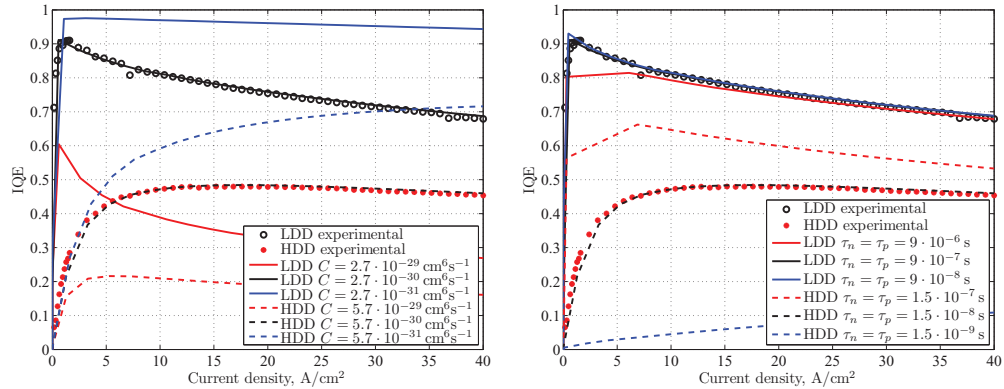 1
0.9
0.8
0.7
0.6
0.5
0.4
0.3
0.2
0.1
0
IQE
0 5 10 15 20 25 30 35 40
Current density, A/cm²
LDD experimental
HDD experimental
LDD C = 2.7 · 10⁻²⁹ cm⁶s⁻¹
LDD C = 2.7 · 10⁻³⁰ cm⁶s⁻¹
LDD C = 2.7 · 10⁻³¹ cm⁶s⁻¹
HDD C = 5.7 · 10⁻²⁹ cm⁶s⁻¹
HDD C = 5.7 · 10⁻³⁰ cm⁶s⁻¹
HDD C = 5.7 · 10⁻³¹ cm⁶s⁻¹
1
0.9
0.8
0.7
0.6
0.5
0.4
0.3
0.2
0.1
0
IQE
0 5 10 15 20 25 30 35 40
Current density, A/cm²
LDD experimental
HDD experimental
LDD τₙ = τₚ = 9 · 10⁻⁶ s
LDD τₙ = τₚ = 9 · 10⁻⁷ s
LDD τₙ = τₚ = 9 · 10⁻⁸ s
HDD τₙ = τₚ = 1.5 · 10⁻⁷ s
HDD τₙ = τₚ = 1.5 · 10⁻⁸ s
HDD τₙ = τₚ = 1.5 · 10⁻⁹ s